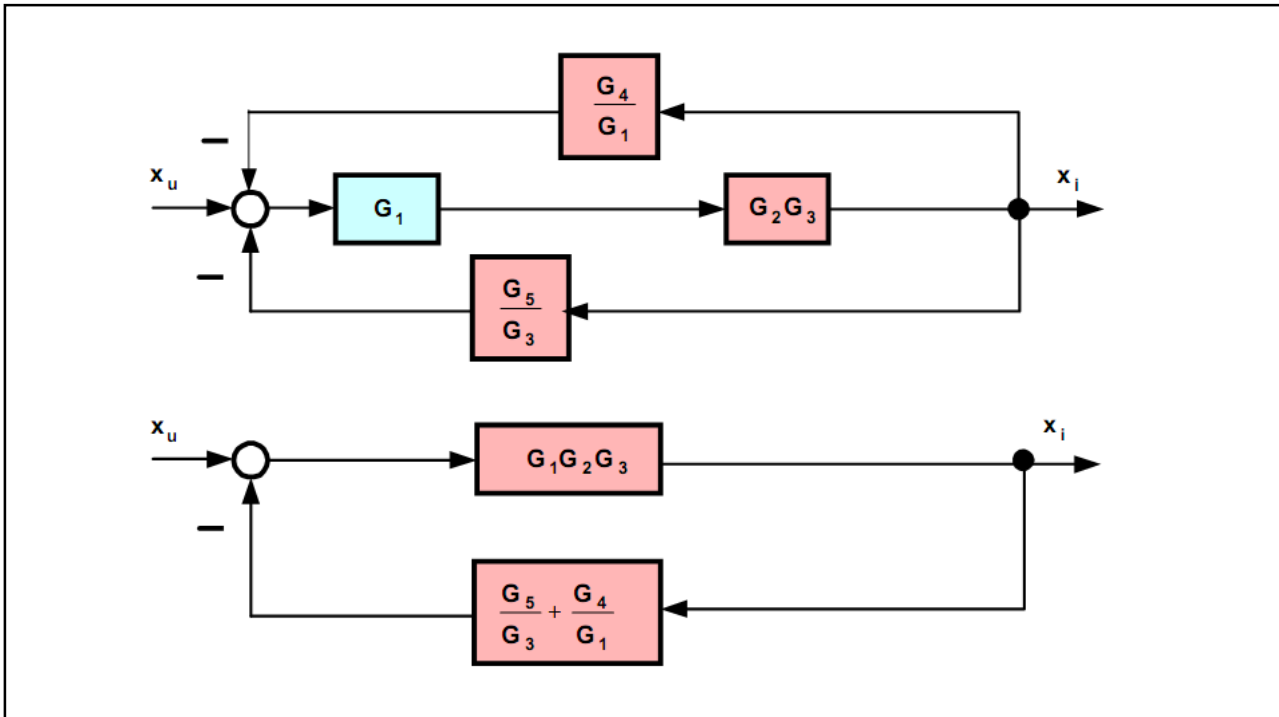 G₄
G₁
−
xᵤ
G₁
G₂G₃
xᵢ
−
G₅
G₃
xᵤ
G₁G₂G₃
xᵢ
−
G₅ + G₄
G₃ G₁